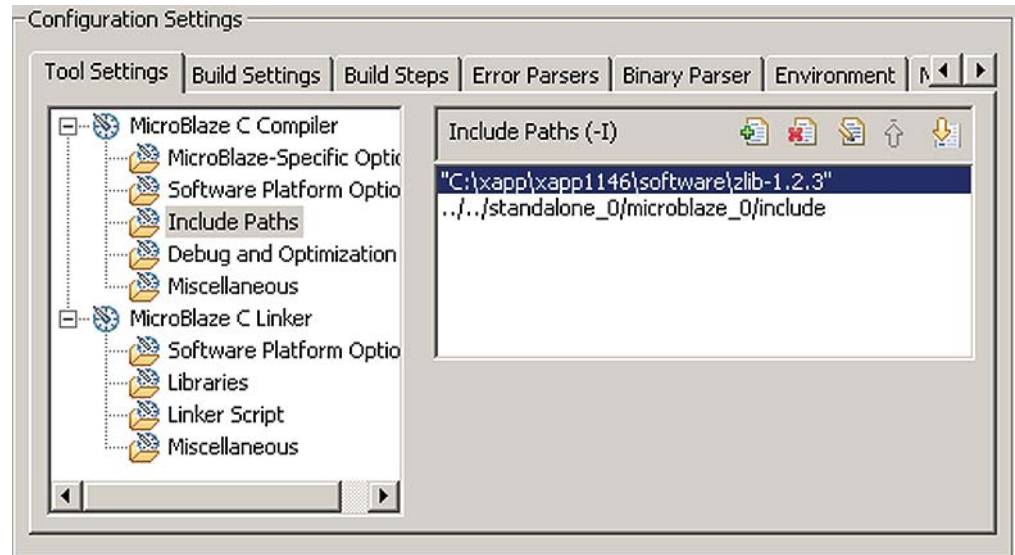 Configuration Settings
Tool Settings Build Settings Build Steps Error Parsers Binary Parser Environment
MicroBlaze C Compiler
MicroBlaze-Specific Optio
Software Platform Optio
Include Paths
Debug and Optimization
Miscellaneous
MicroBlaze C Linker
Software Platform Optio
Libraries
Linker Script
Miscellaneous
Include Paths (-I)
"C:\xapp\xapp1146\software\zlib-1.2.3"
../../standalone_0/microblaze_0/include